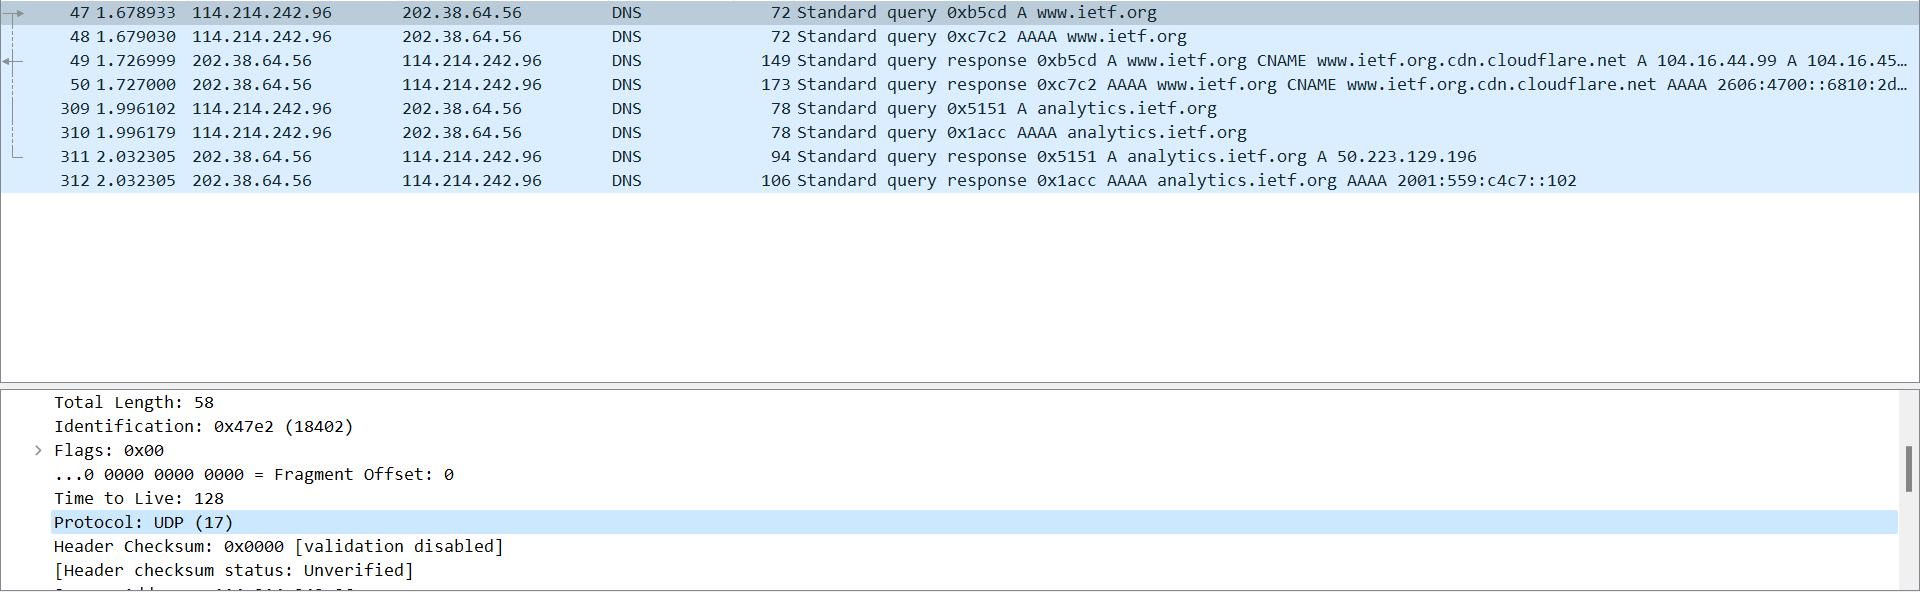 47 1.678933 114.214.242.96 202.38.64.56 DNS 72 Standard query 0xb5cd A www.ietf.org
48 1.679030 114.214.242.96 202.38.64.56 DNS 72 Standard query 0xc7c2 AAAA www.ietf.org
49 1.726999 202.38.64.56 114.214.242.96 DNS 149 Standard query response 0xb5cd A www.ietf.org CNAME www.ietf.org.cdn.cloudflare.net A 104.16.44.99 A 104.16.45…
50 1.727000 202.38.64.56 114.214.242.96 DNS 173 Standard query response 0xc7c2 AAAA www.ietf.org CNAME www.ietf.org.cdn.cloudflare.net AAAA 2606:4700::6810:2d…
309 1.996102 114.214.242.96 202.38.64.56 DNS 78 Standard query 0x5151 A analytics.ietf.org
310 1.996179 114.214.242.96 202.38.64.56 DNS 78 Standard query 0x1acc AAAA analytics.ietf.org
311 2.032305 202.38.64.56 114.214.242.96 DNS 94 Standard query response 0x5151 A analytics.ietf.org A 50.223.129.196
312 2.032305 202.38.64.56 114.214.242.96 DNS 106 Standard query response 0x1acc AAAA analytics.ietf.org AAAA 2001:559:c4c7::102
Total Length: 58
Identification: 0x47e2 (18402)
Flags: 0x00
...0 0000 0000 0000 = Fragment Offset: 0
Time to Live: 128
Protocol: UDP (17)
Header Checksum: 0x0000 [validation disabled]
[Header checksum status: Unverified]